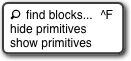 find blocks... ^F
hide primitives
show primitives